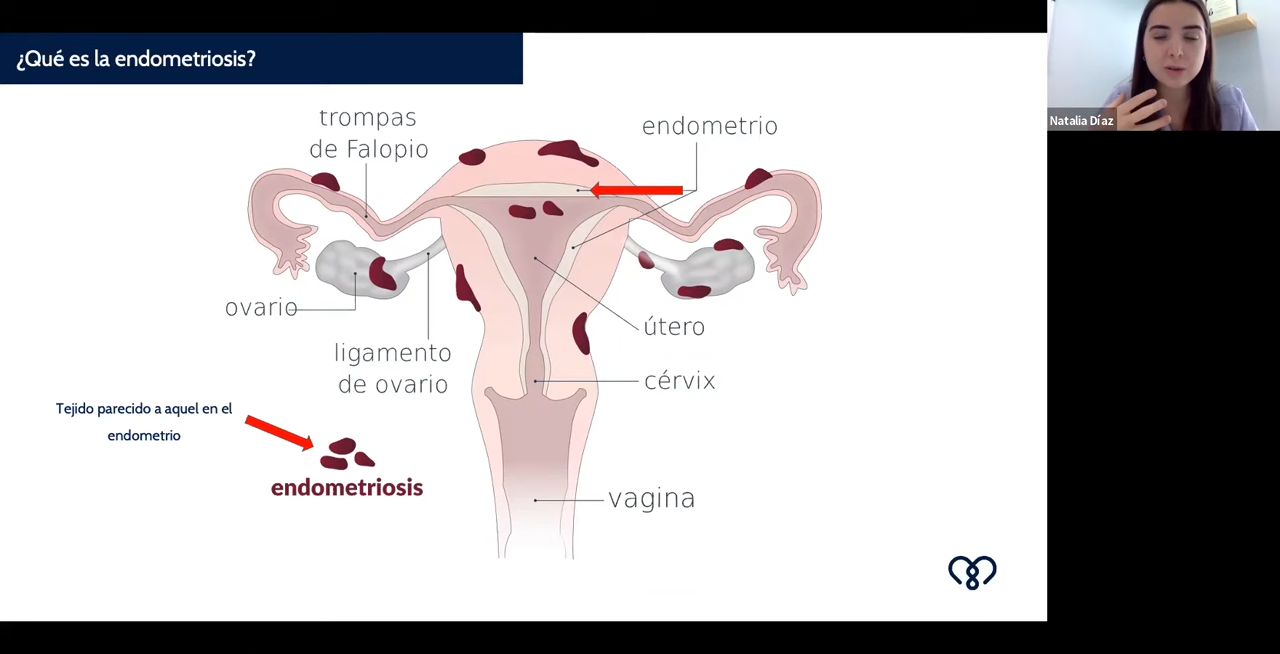 ¿Qué es la endometriosis?
Natalia Díaz
trompas
de Falopio
endometrio
ovario
útero
ligamento
de ovario
cérvix
Tejido parecido a aquel en el
endometrio
endometriosis
vagina